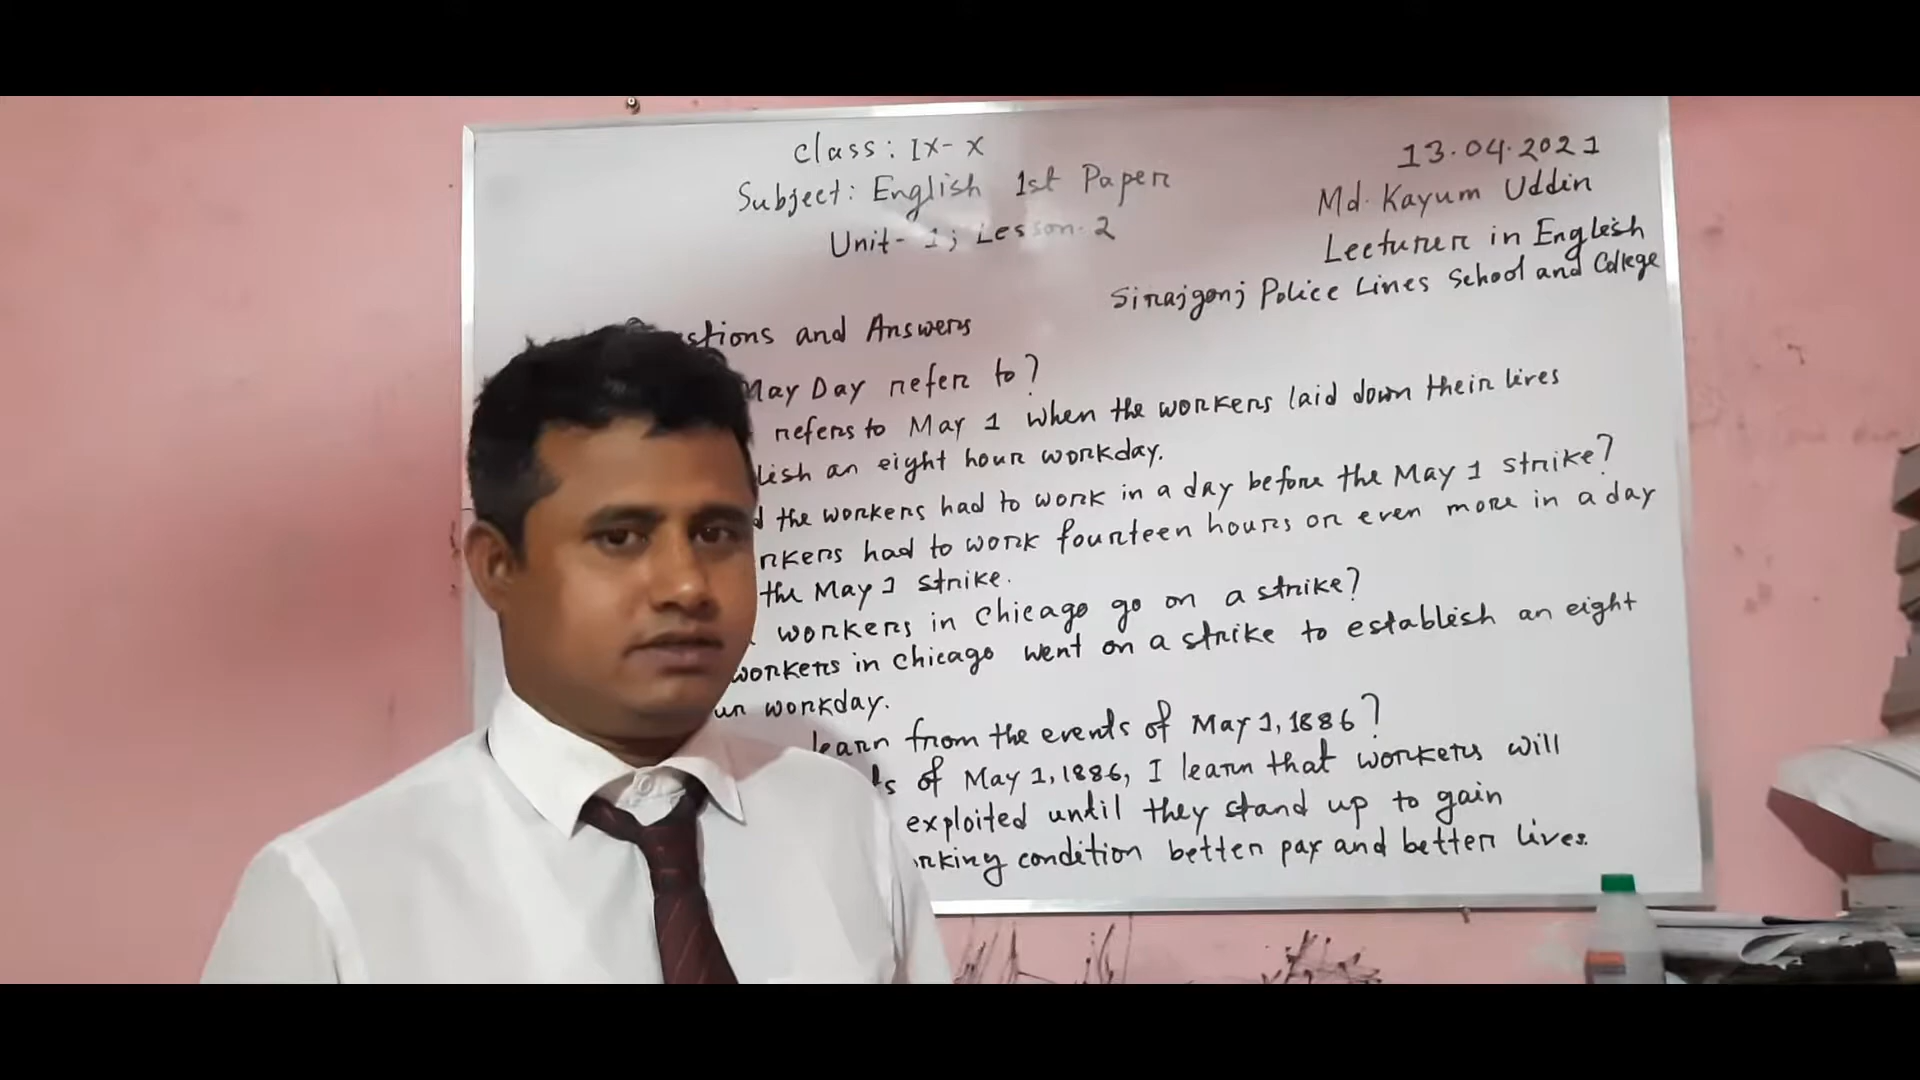 Class: IX-X
Subject: English 1st Paper
Unit-1; Lesson-2
13.04.2021
Md. Kayum Uddin
Lecturer in English
Sirajgonj Police Lines School and College
and Answers
May Day refer to?
refers to May 1 when the workers laid down their lives
an eight hour workday.
the workers had to work in a day before the May 1 strike?
had to work fourteen hours or even more in a day
the May 1 strike.
workers in Chicago go on a strike?
workers in Chicago went on a strike to establish an eight
workday.
learn from the events of May 1, 1886?
of May 1, 1886, I learn that workers will
exploited until they stand up to gain
condition better pay and better lives.